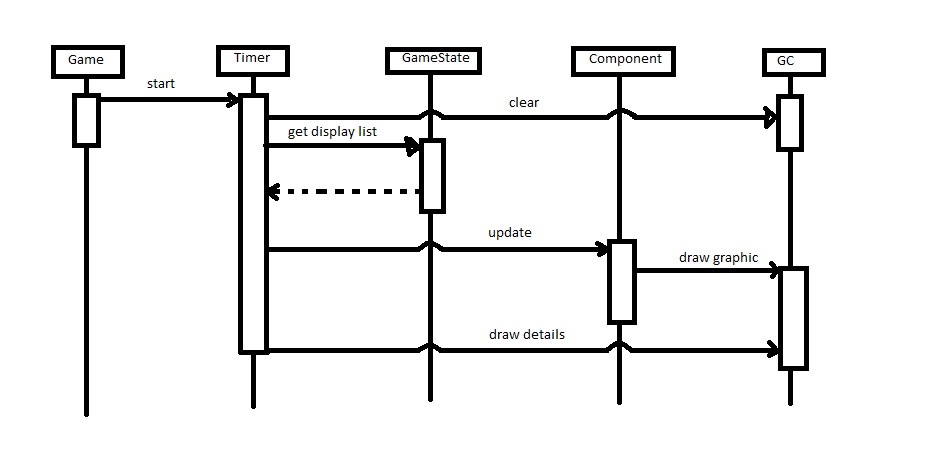 Game
Timer
GameState
Component
GC
start
clear
get display list
update
draw graphic
draw details